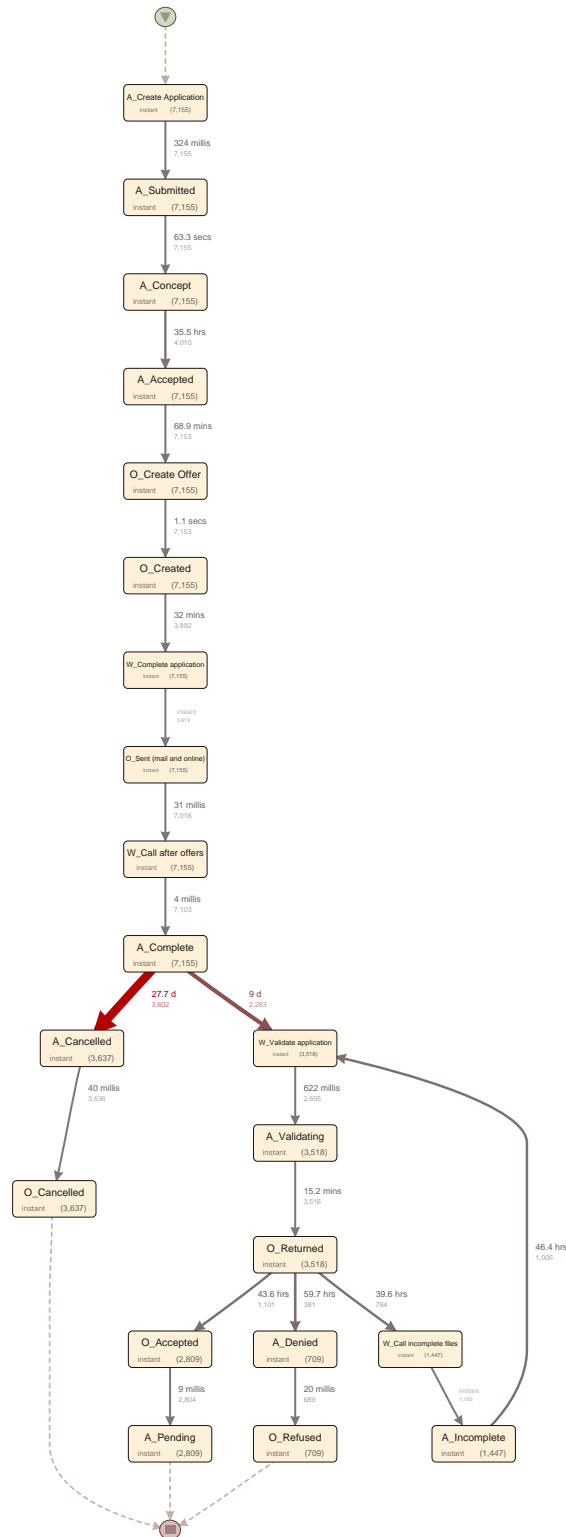 A_Create Application
instant (7,155)
324 millis
7,155
A_Submitted
instant (7,155)
63.3 secs
7,155
A_Concept
instant (7,155)
35.5 hrs
4,010
A_Accepted
instant (7,155)
68.9 mins
7,153
O_Create Offer
instant (7,155)
1.1 secs
7,153
O_Created
instant (7,155)
32 mins
3,892
W_Complete application
instant (7,155)
instant
3,913
O_Sent (mail and online)
instant (7,155)
31 millis
7,016
W_Call after offers
instant (7,155)
4 millis
7,103
A_Complete
instant (7,155)
27.7 d
3,602
9 d
2,283
A_Cancelled
instant (3,637)
W_Validate application
instant (3,518)
40 millis
3,636
622 millis
2,655
A_Validating
instant (3,518)
15.2 mins
3,516
O_Cancelled
instant (3,637)
O_Returned
instant (3,518)
46.4 hrs
1,005
43.6 hrs
1,101
59.7 hrs
381
39.6 hrs
784
O_Accepted
instant (2,809)
A_Denied
instant (709)
W_Call incomplete files
instant (1,447)
9 millis
2,804
20 millis
689
instant
1,183
A_Pending
instant (2,809)
O_Refused
instant (709)
A_Incomplete
instant (1,447)